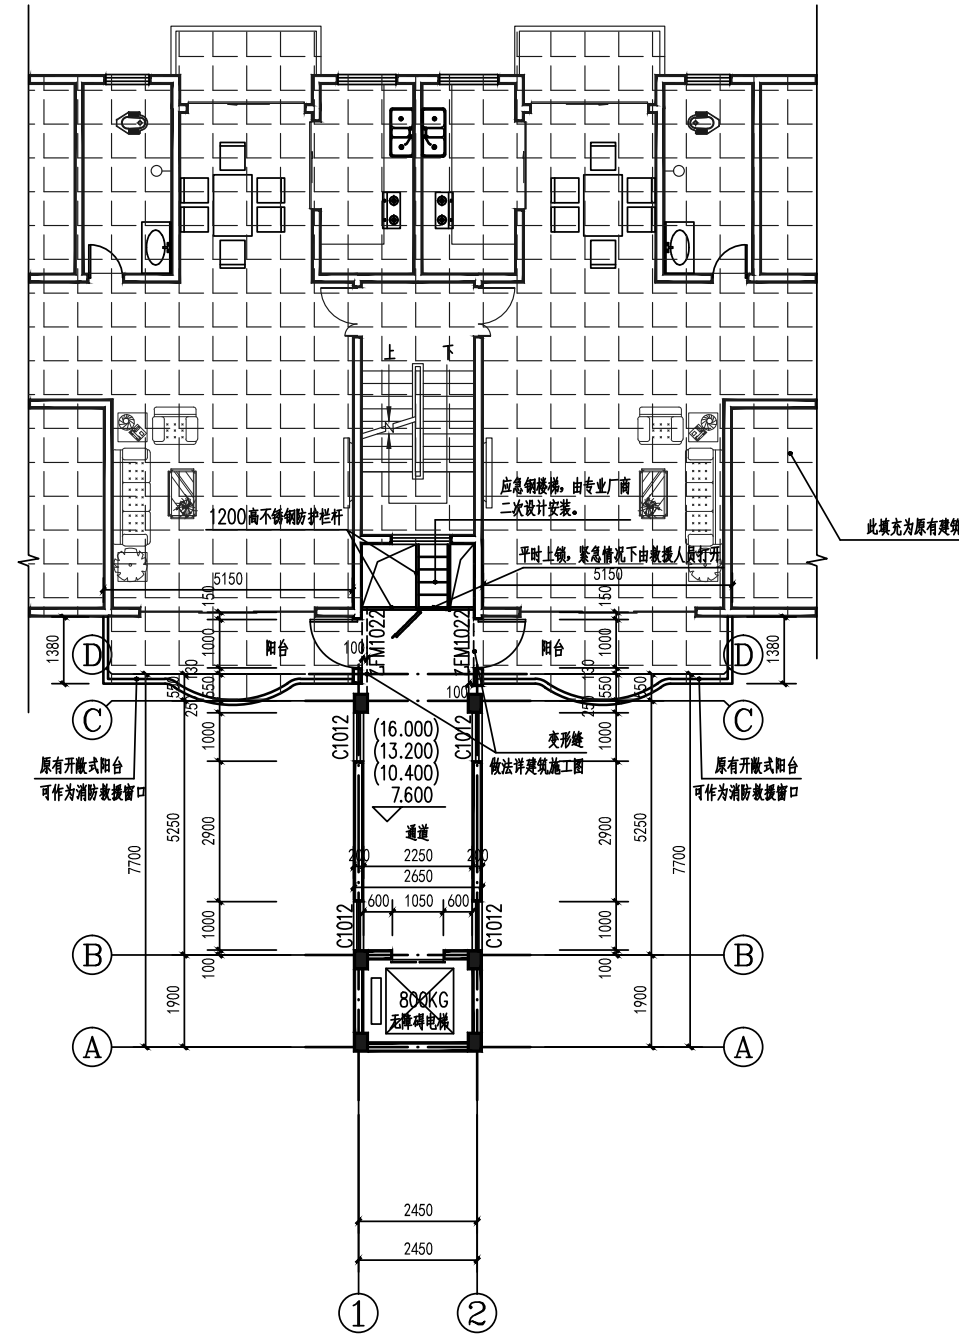 上 下
应急钢楼梯，由专业厂商
二次设计安装。
1200高不锈钢防护栏杆
此填充为原有建筑
平时上锁，紧急情况下由救援人员打开
5150 5150
150 150
1380 1000 阳台 FM1022 FM1022 阳台 1000 1380
D D
100
130 130
550 550 550 550
100
250 250
C C
1000 C1012 C1012 1000
(16.000)
(13.200)
(10.400)
7.600
变形缝
做法详建筑施工图
原有开敞式阳台
可作为消防救援窗口
原有开敞式阳台
可作为消防救援窗口
通道
7700 5250 2900 2900 5250 7700
200 2250 200
2650
600 1050 600
1000 C1012 C1012 1000
B B
100 100
1900 1900
800KG
无障碍电梯
A A
2450
2450
1 2